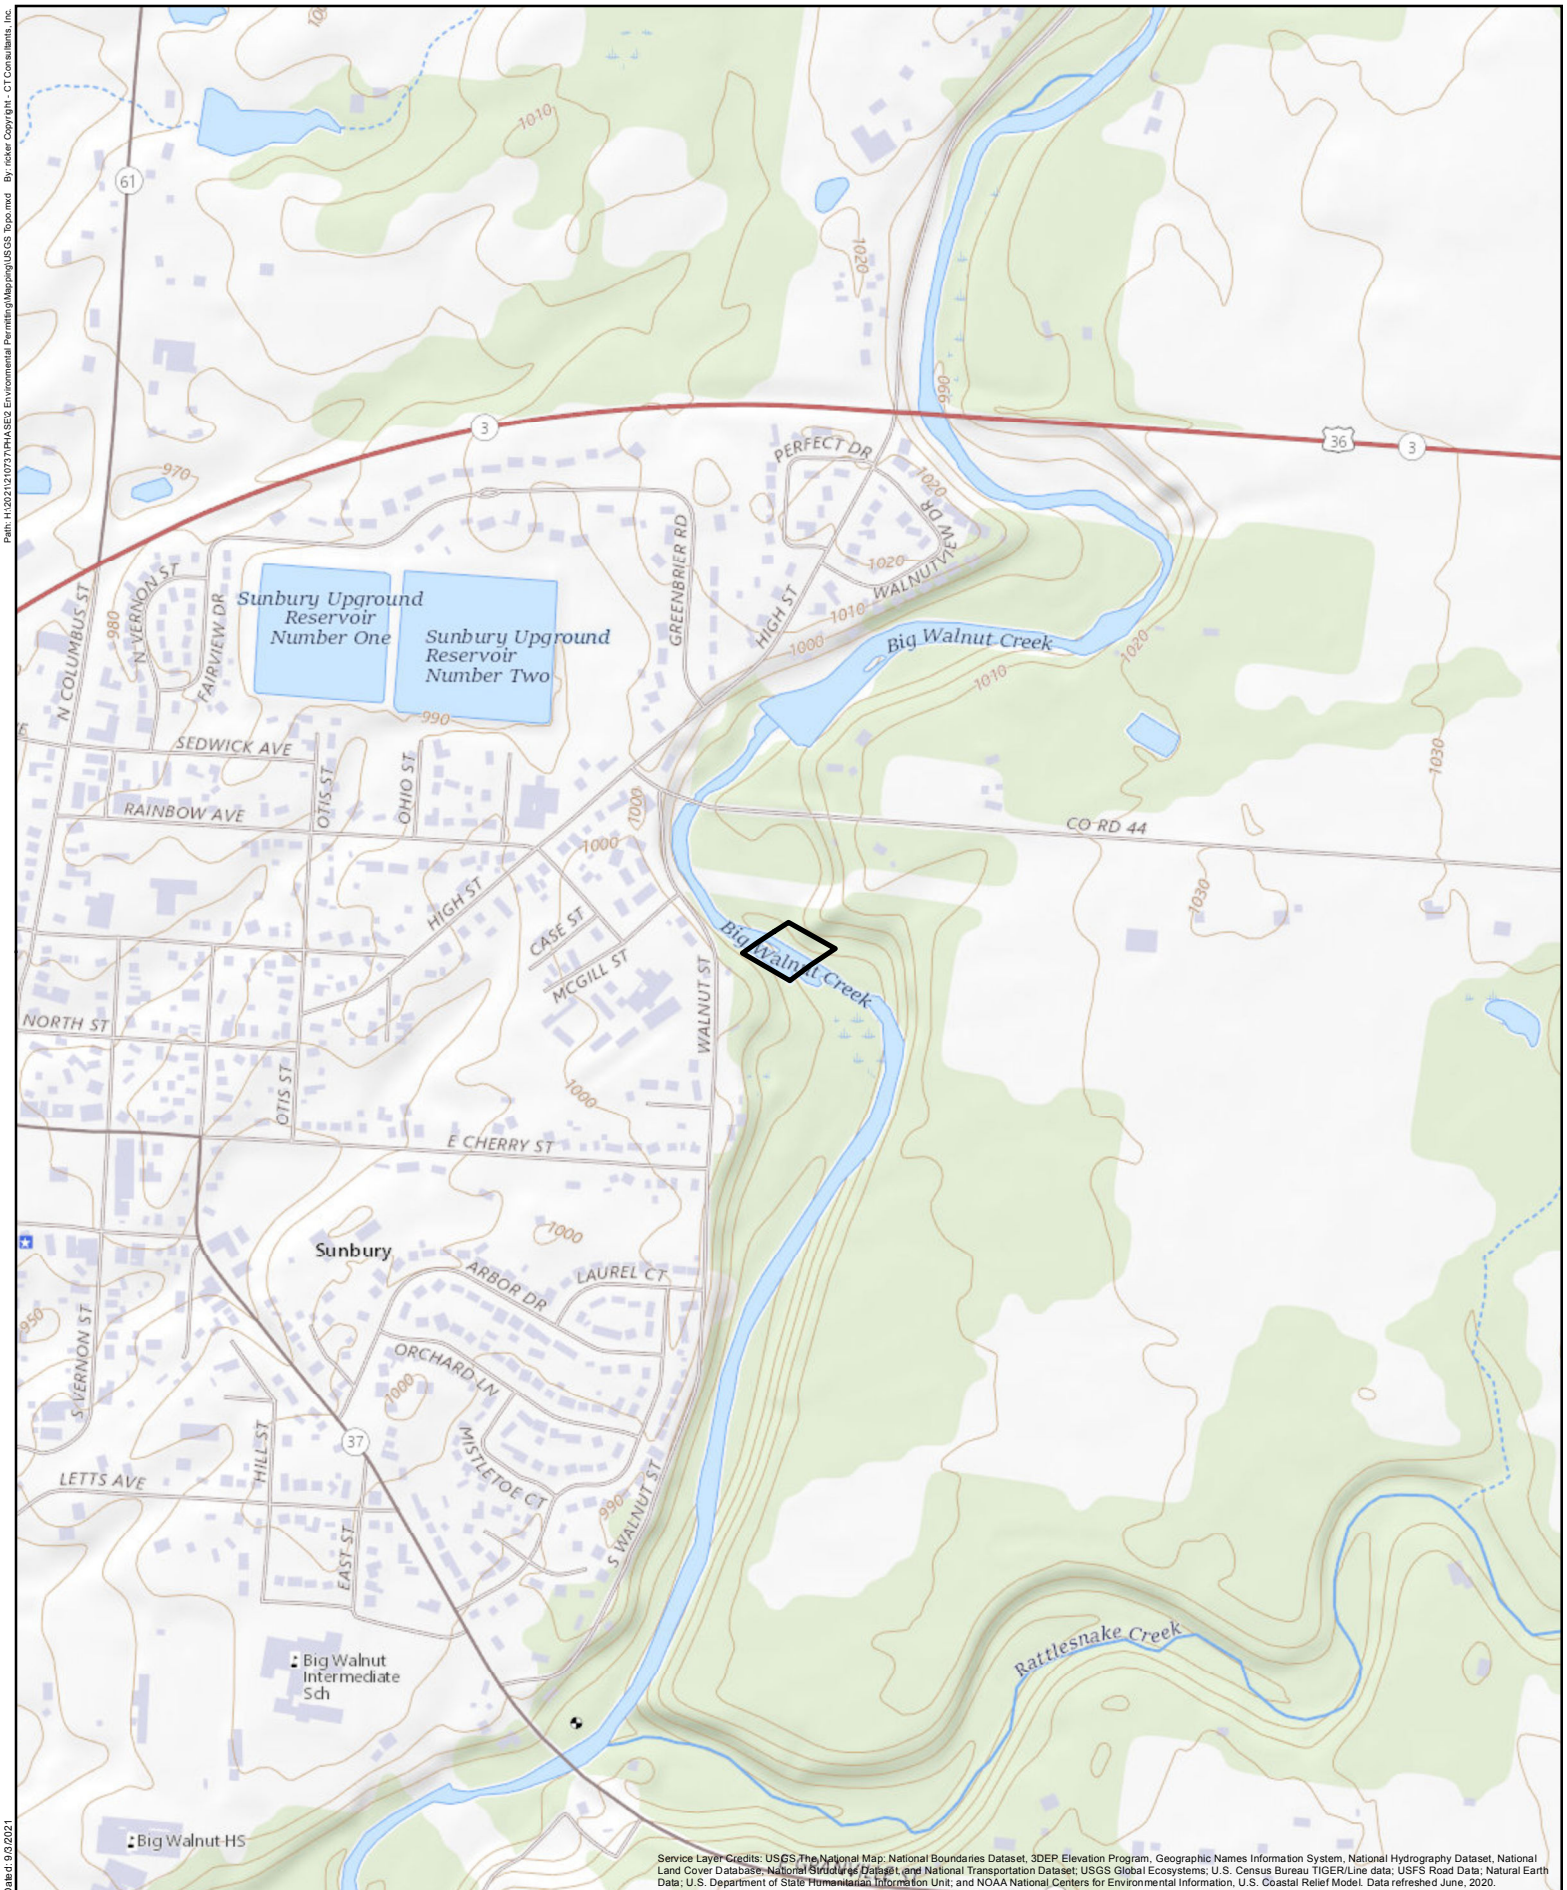 Path: H:\2021\210737\PHASE\2 Environmental Permitting\Mapping\USGS Topo.mxd By: ricker Copyright - CT Consultants, Inc.
1010
61
1020
990
3
PERFECT DR
36
3
970
1020
WALNUTVIEW DR
1020
GREENBRIER RD
HIGH ST
1010
1000
N VERNON ST
980
N COLUMBUS ST
FAIRVIEW DR
Sunbury Upground
Reservoir
Number One
Sunbury Upground
Reservoir
Number Two
Big Walnut Creek
1020
1010
990
SEDWICK AVE
OTIS ST
OHIO ST
1030
RAINBOW AVE
1000
1000
CO RD 44
1030
HIGH ST
CASE ST
MCGILL ST
Big Walnut Creek
WALNUT ST
NORTH ST
OTIS ST
1000
E CHERRY ST
Sunbury
1000
ARBOR DR
LAUREL CT
950
S VERNON ST
ORCHARD LN
1000
37
HILL ST
MISTLETOE CT
LETTS AVE
990
S WALNUT ST
EAST ST
Rattlesnake Creek
Big Walnut
Intermediate
Sch
Big Walnut HS
Dated: 9/3/2021
Service Layer Credits: USGS The National Map: National Boundaries Dataset, 3DEP Elevation Program, Geographic Names Information System, National Hydrography Dataset, National
Land Cover Database, National Structures Dataset, and National Transportation Dataset; USGS Global Ecosystems; U.S. Census Bureau TIGER/Line data; USFS Road Data; Natural Earth
Data; U.S. Department of State Humanitarian Information Unit; and NOAA National Centers for Environmental Information, U.S. Coastal Relief Model. Data refreshed June, 2020.